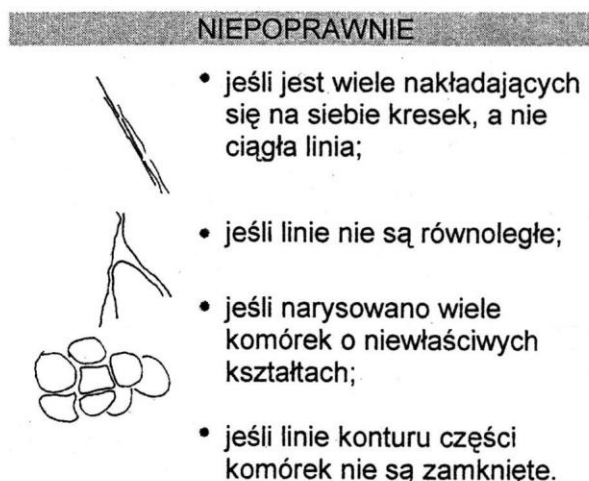 NIEPOPRAWNIE
• jeśli jest wiele nakładających
się na siebie kresek, a nie
ciągła linia;
• jeśli linie nie są równoległe;
• jeśli narysowano wiele
komórek o niewłaściwych
kształtach;
• jeśli linie konturu części
komórek nie są zamknięte.